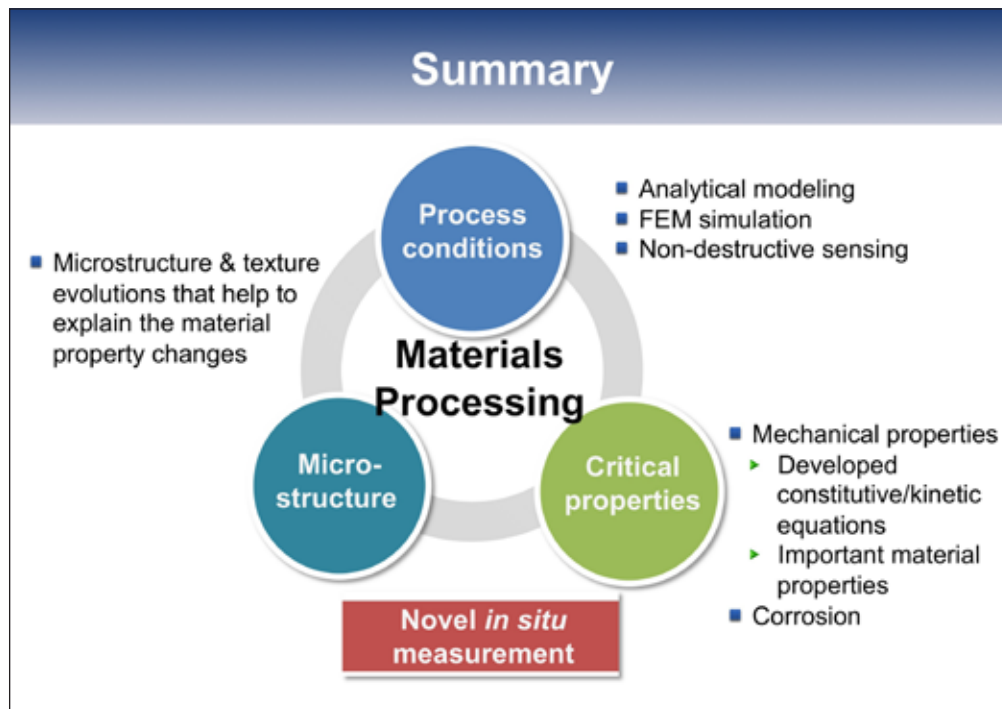 Summary
Process
conditions
Analytical modeling
FEM simulation
Non-destructive sensing
Microstructure & texture
evolutions that help to
explain the material
property changes
Materials
Processing
Micro-
structure
Critical
properties
Mechanical properties
Developed
constitutive/kinetic
equations
Important material
properties
Corrosion
Novel in situ
measurement